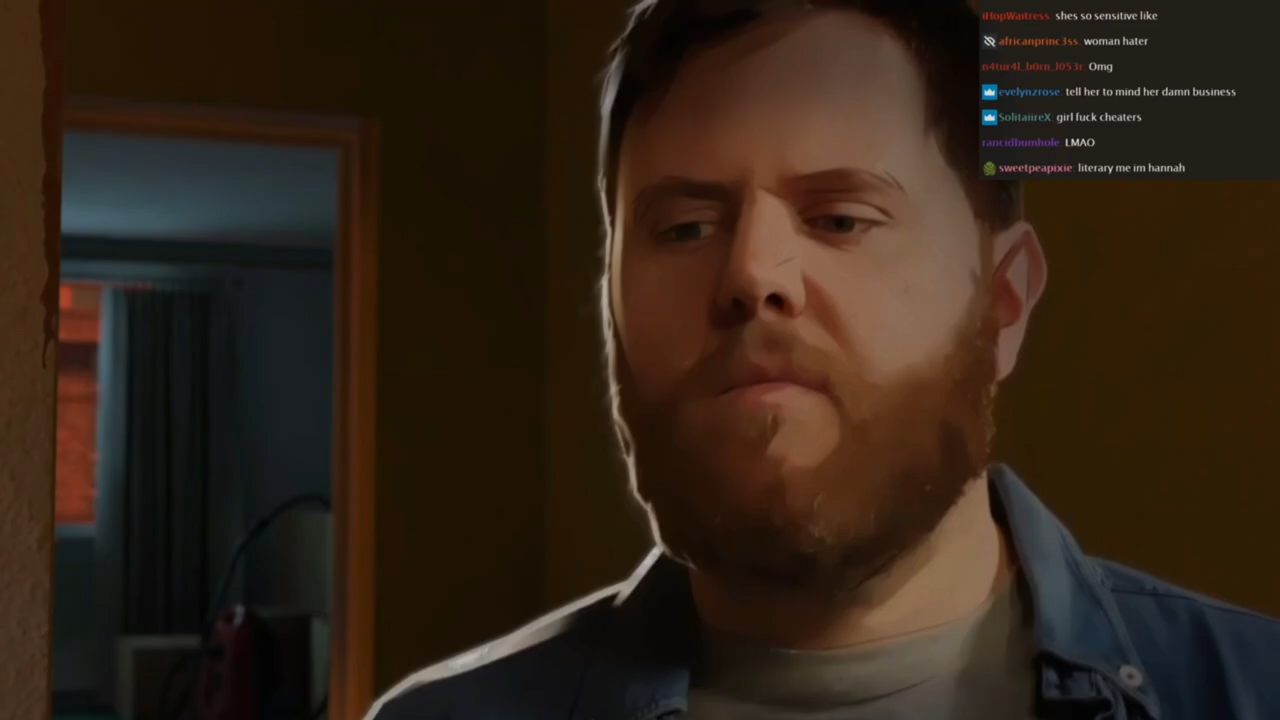 iHopWaitress: shes so sensitive like
africanprinc3ss: woman hater
n4tur4l_b0rn_l053r: Omg
evelynzrose: tell her to mind her damn business
SolitaiireX: girl fuck cheaters
rancidbumhole: LMAO
sweetpeapixie: literary me im hannah